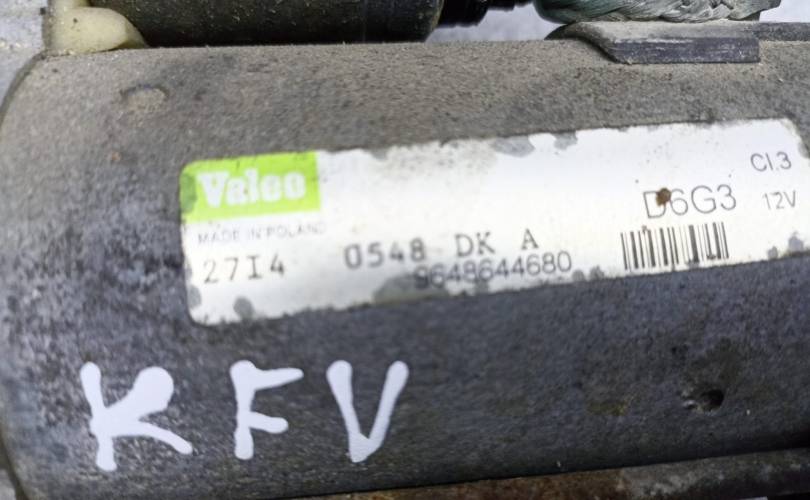 Valeo
Cl.3
D6G3 12V
MADE IN POLAND
27I4 0548 DK A
9648644680
KFV